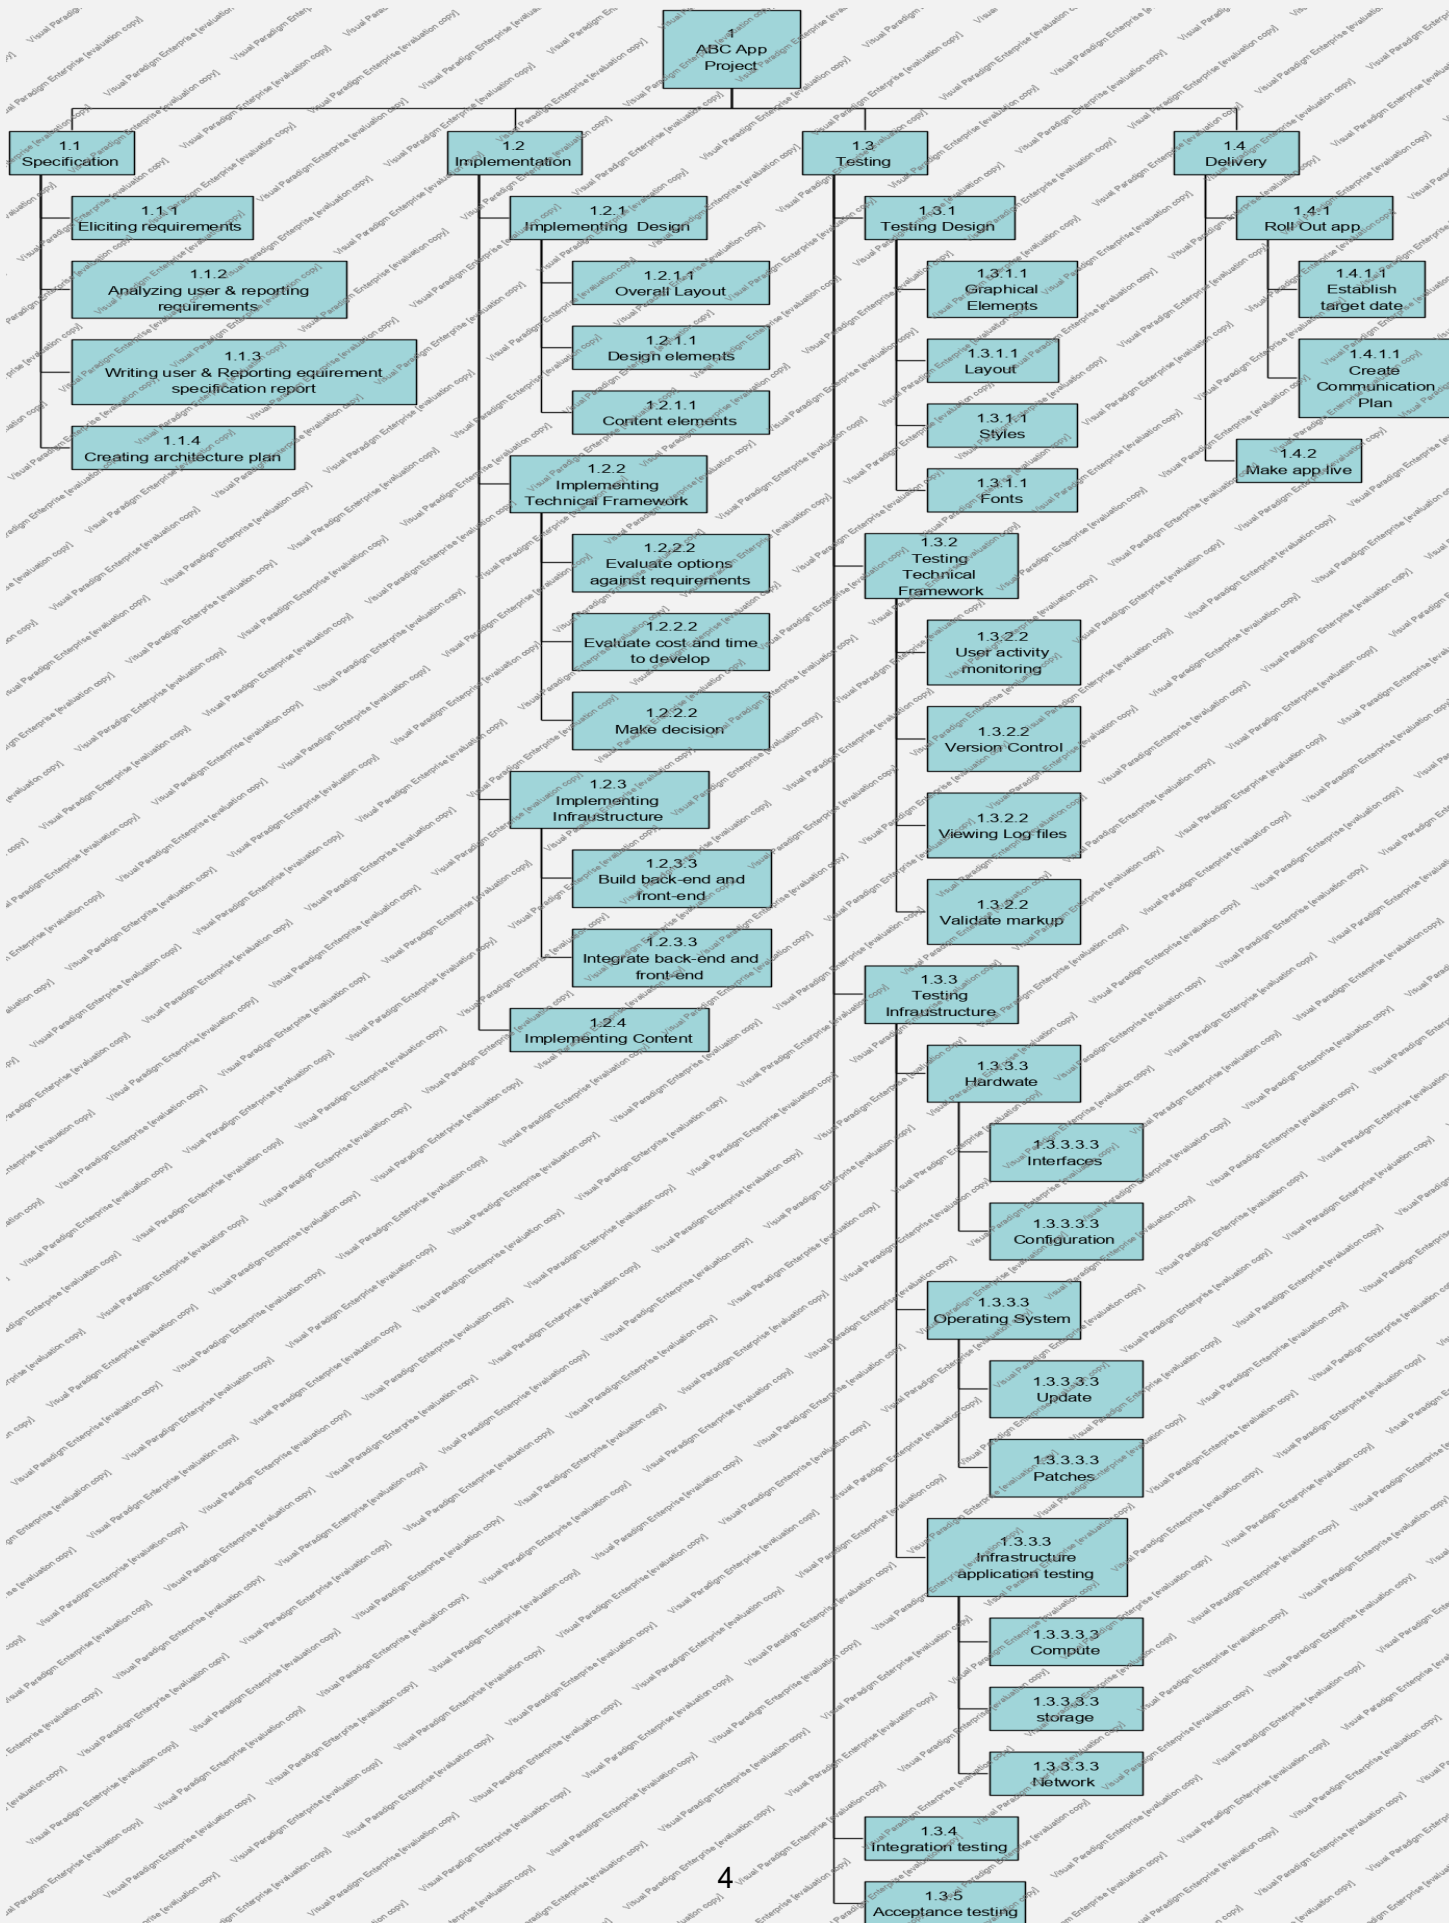 1
ABC App
Project
1.1
Specification
1.1.1
Eliciting requirements
1.1.2
Analyzing user & reporting
requirements
1.1.3
Writing user & Reporting equirement
specification report
1.1.4
Creating architecture plan
1.2
Implementation
1.2.1
Implementing Design
1.2.1.1
Overall Layout
1.2.1.1
Design elements
1.2.1.1
Content elements
1.2.2
Implementing
Technical Framework
1.2.2.2
Evaluate options
against requirements
1.2.2.2
Evaluate cost and time
to develop
1.2.2.2
Make decision
1.2.3
Implementing
Infraustructure
1.2.3.3
Build back-end and
front-end
1.2.3.3
Integrate back-end and
front-end
1.2.4
Implementing Content
1.3
Testing
1.3.1
Testing Design
1.3.1.1
Graphical
Elements
1.3.1.1
Layout
1.3.1.1
Styles
1.3.1.1
Fonts
1.3.2
Testing
Technical
Framework
1.3.2.2
User activity
monitoring
1.3.2.2
Version Control
1.3.2.2
Viewing Log files
1.3.2.2
Validate markup
1.3.3
Testing
Infraustructure
1.3.3.3
Hardwate
1.3.3.3.3
Interfaces
1.3.3.3.3
Configuration
1.3.3.3
Operating System
1.3.3.3.3
Update
1.3.3.3.3
Patches
1.3.3.3
Infrastructure
application testing
1.3.3.3.3
Compute
1.3.3.3.3
storage
1.3.3.3.3
Network
1.3.4
Integration testing
1.3.5
Acceptance testing
1.4
Delivery
1.4.1
Roll Out app
1.4.1.1
Establish
target date
1.4.1.1
Create
Communication
Plan
1.4.2
Make app live
4
Visual Paradigm Enterprise [evaluation copy]